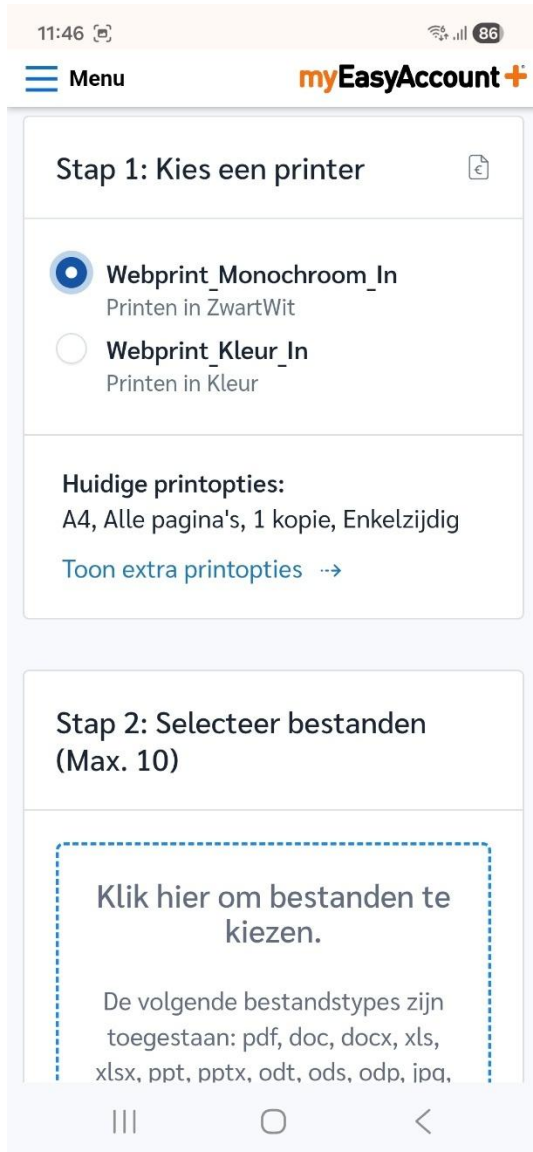 11:46
86
Menu
myEasyAccount+
Stap 1: Kies een printer
€
Webprint_Monochroom_In
Printen in ZwartWit
Webprint_Kleur_In
Printen in Kleur
Huidige printopties:
A4, Alle pagina's, 1 kopie, Enkelzijdig
Toon extra printopties
Stap 2: Selecteer bestanden
(Max. 10)
Klik hier om bestanden te
kiezen.
De volgende bestandstypes zijn
toegestaan: pdf, doc, docx, xls,
xlsx, ppt, pptx, odt, ods, odp, jpg,